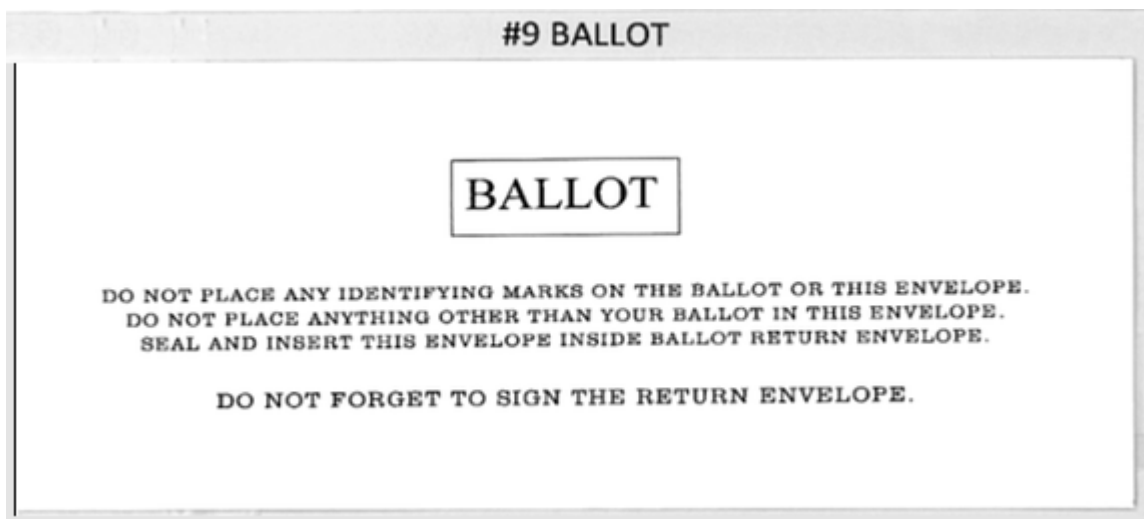 #9 BALLOT
BALLOT
DO NOT PLACE ANY IDENTIFYING MARKS ON THE BALLOT OR THIS ENVELOPE.
DO NOT PLACE ANYTHING OTHER THAN YOUR BALLOT IN THIS ENVELOPE.
SEAL AND INSERT THIS ENVELOPE INSIDE BALLOT RETURN ENVELOPE.
DO NOT FORGET TO SIGN THE RETURN ENVELOPE.